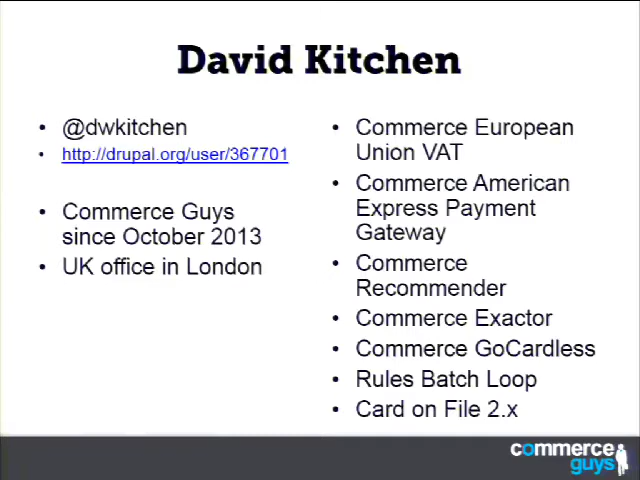 David Kitchen
• @dwkitchen
• http://drupal.org/user/367701
• Commerce Guys
since October 2013
• UK office in London
• Commerce European
Union VAT
• Commerce American
Express Payment
Gateway
• Commerce
Recommender
• Commerce Exactor
• Commerce GoCardless
• Rules Batch Loop
• Card on File 2.x
commerce
guys